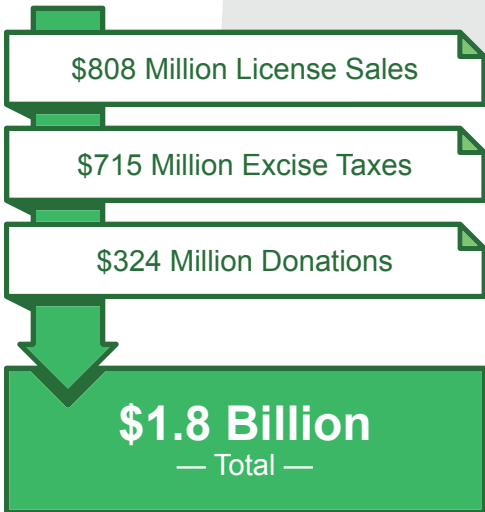 $808 Million License Sales
$715 Million Excise Taxes
$324 Million Donations
$1.8 Billion
— Total —